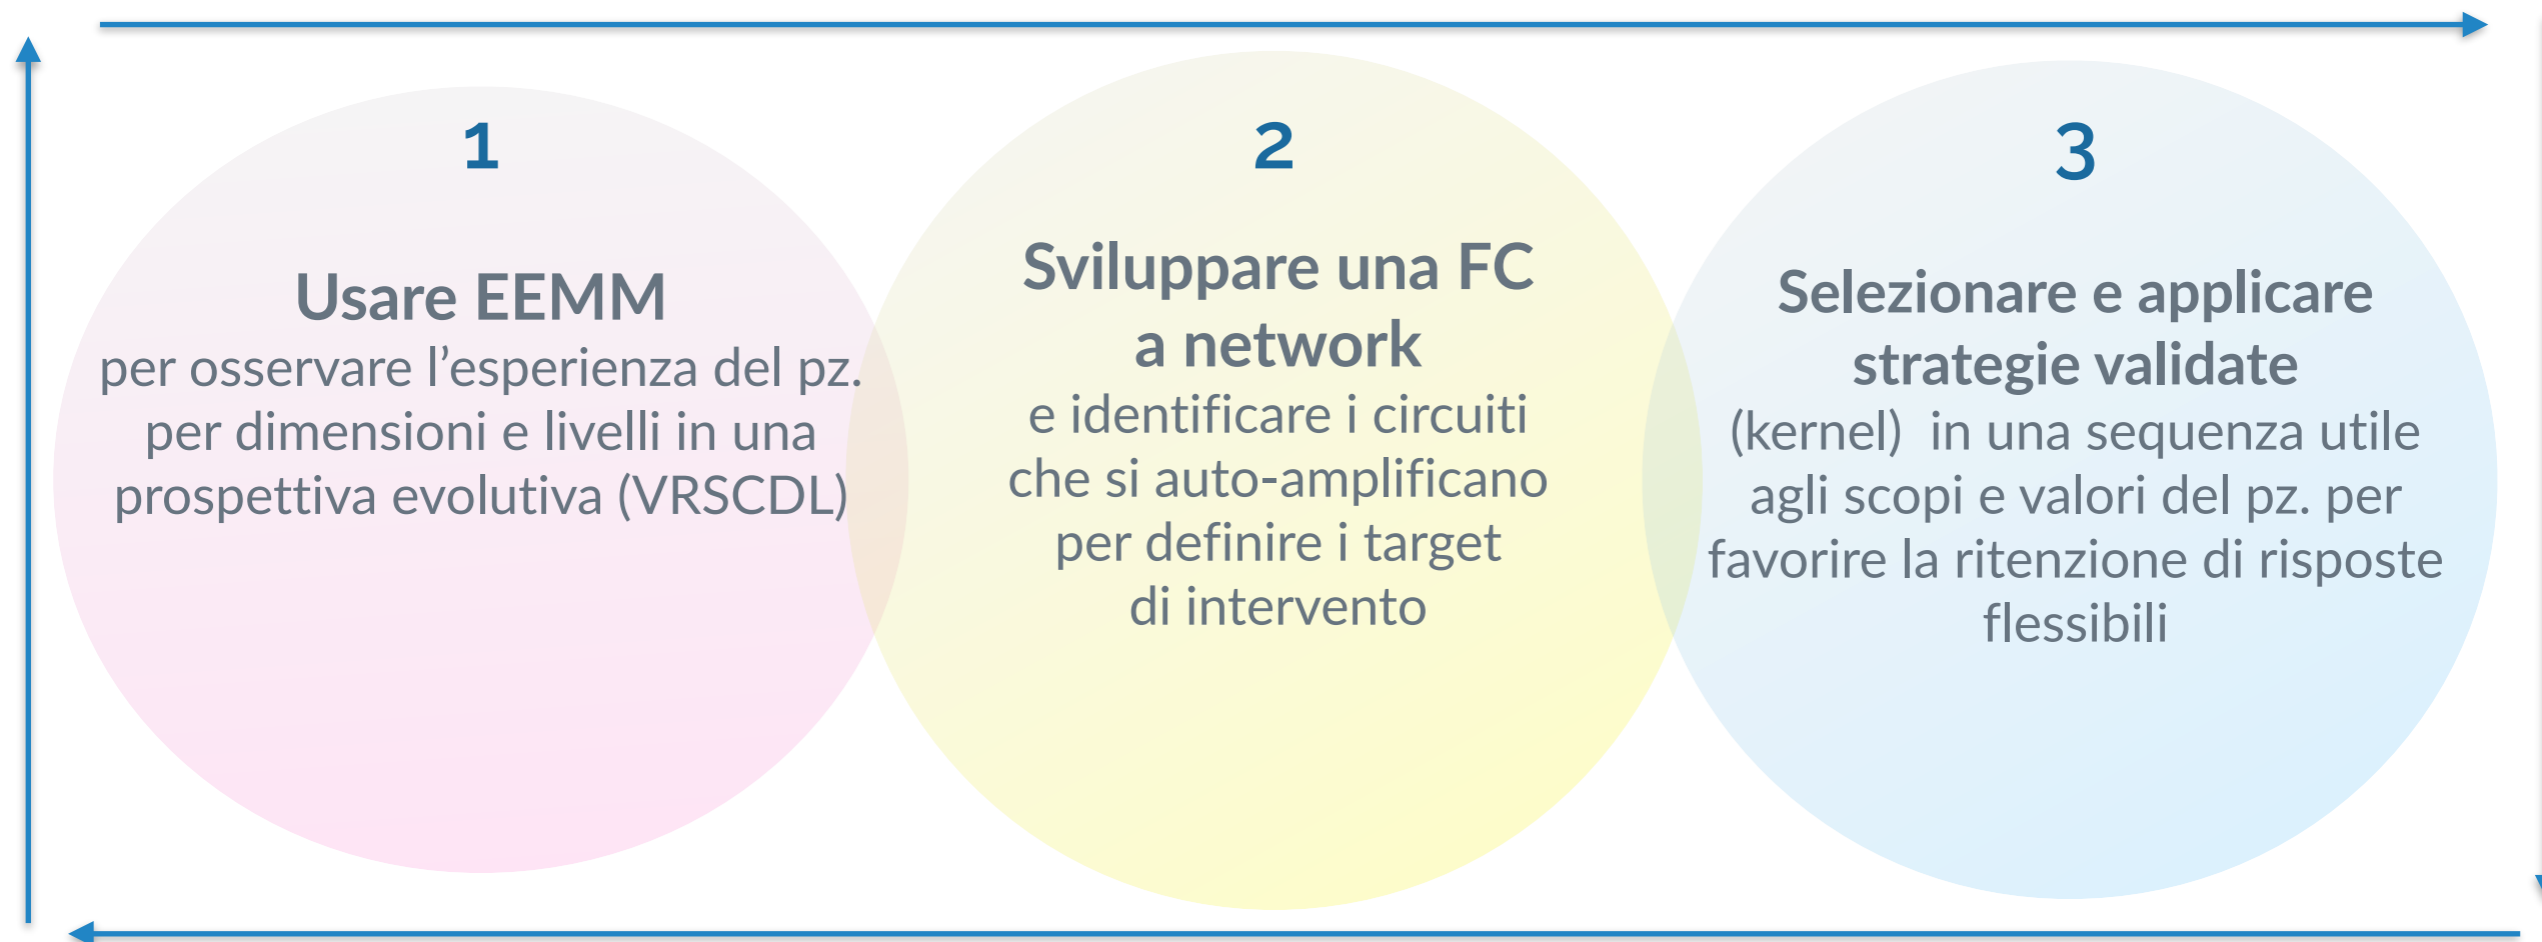 1
Usare EEMM
per osservare l’esperienza del pz.
per dimensioni e livelli in una
prospettiva evolutiva (VRSCDL)
2
Sviluppare una FC
a network
e identificare i circuiti
che si auto-amplificano
per definire i target
di intervento
3
Selezionare e applicare
strategie validate
(kernel)  in una sequenza utile
agli scopi e valori del pz. per
favorire la ritenzione di risposte
flessibili